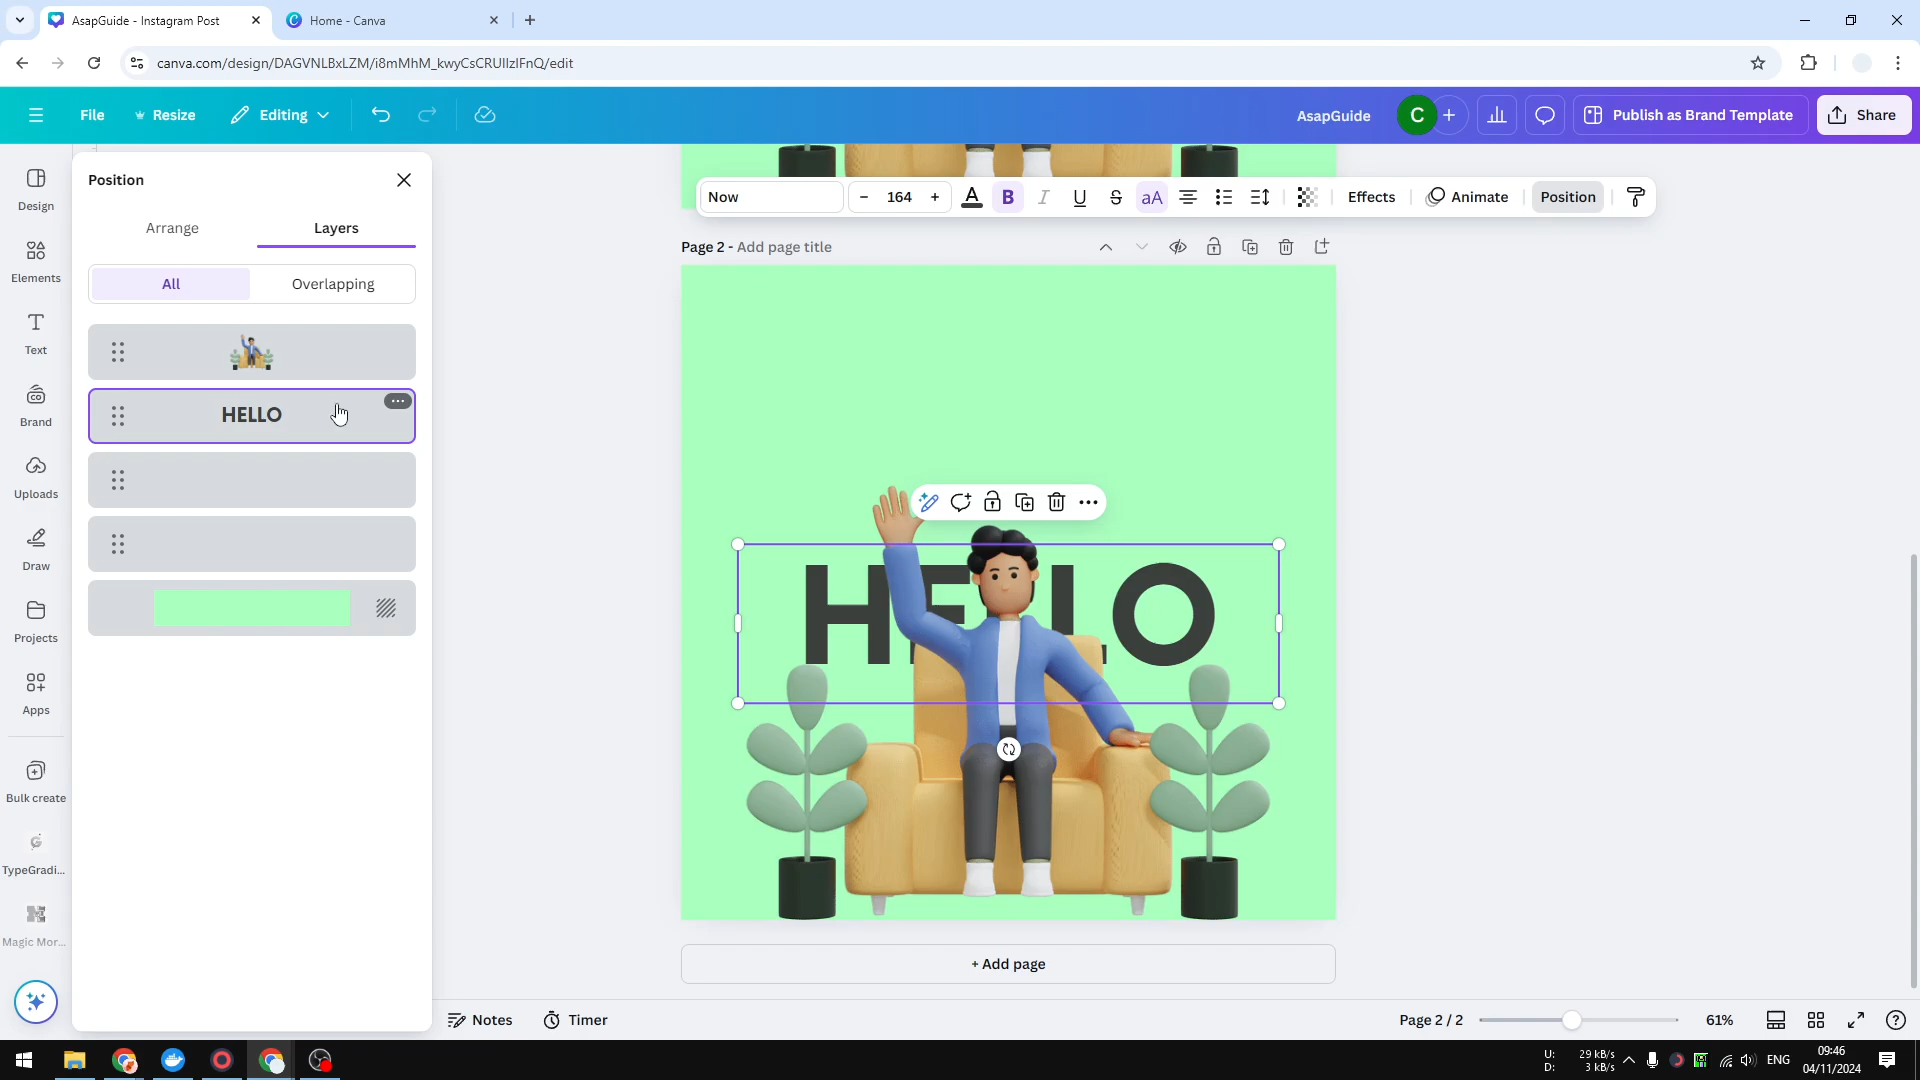 AsapGuide - Instagram Post
Home - Canva
canva.com/design/DAGVNLBxLZM/i8mMhM_kwyCsCRUIlzIFnQ/edit
File
Resize
Editing
AsapGuide
C
Publish as Brand Template
Share
Design
Elements
Text
Brand
Uploads
Draw
Projects
Apps
Bulk create
TypeGradi...
Magic Mor...
Position
Arrange
Layers
All
Overlapping
HELLO
Now
164
A
B
I
U
S
aA
Effects
Animate
Position
Page 2 - Add page title
HELLO
+ Add page
Notes
Timer
Page 2 / 2
61%
U: 29 kB/s
D: 3 kB/s
ENG
09:46
04/11/2024